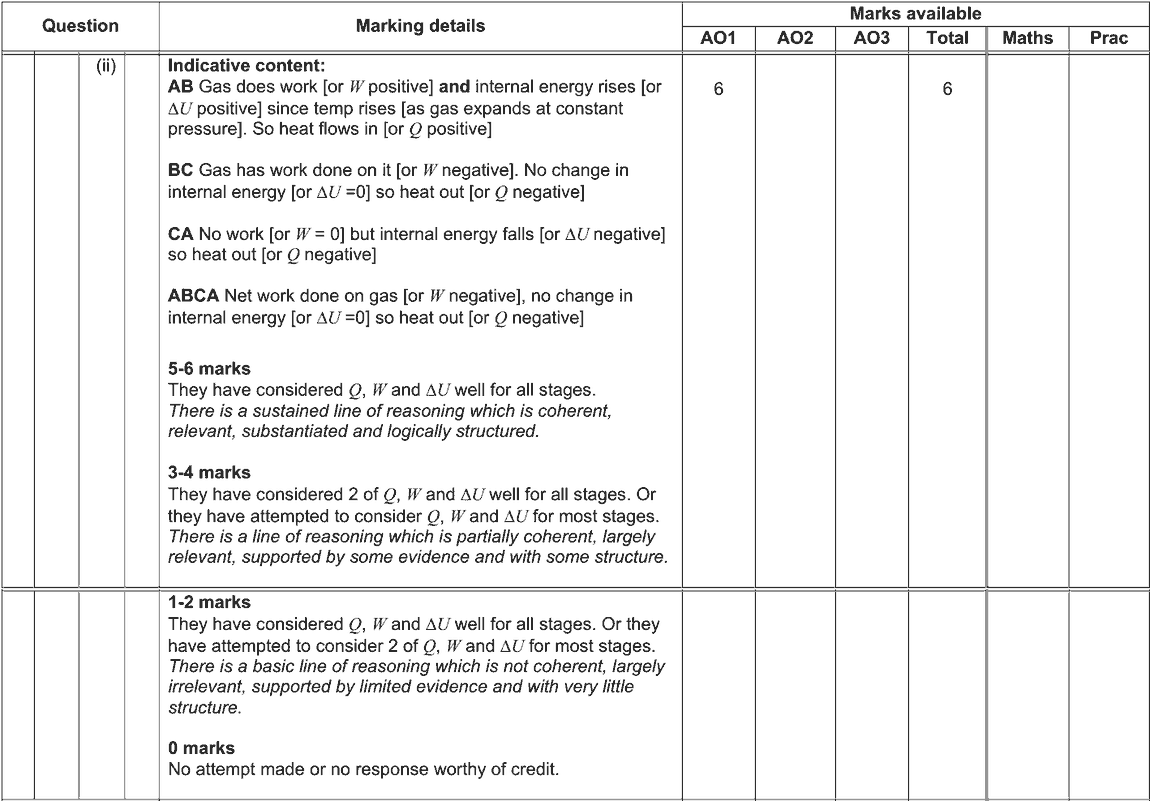 Question
Marking details
Marks available
AO1 AO2 AO3 Total Maths Prac
(ii)
Indicative content:
AB Gas does work [or W positive] and internal energy rises [or
ΔU positive] since temp rises [as gas expands at constant
pressure]. So heat flows in [or Q positive]
6 6
BC Gas has work done on it [or W negative]. No change in
internal energy [or ΔU =0] so heat out [or Q negative]
CA No work [or W = 0] but internal energy falls [or ΔU negative]
so heat out [or Q negative]
ABCA Net work done on gas [or W negative], no change in
internal energy [or ΔU =0] so heat out [or Q negative]
5-6 marks
They have considered Q, W and ΔU well for all stages.
There is a sustained line of reasoning which is coherent,
relevant, substantiated and logically structured.
3-4 marks
They have considered 2 of Q, W and ΔU well for all stages. Or
they have attempted to consider Q, W and ΔU for most stages.
There is a line of reasoning which is partially coherent, largely
relevant, supported by some evidence and with some structure.
1-2 marks
They have considered Q, W and ΔU well for all stages. Or they
have attempted to consider 2 of Q, W and ΔU for most stages.
There is a basic line of reasoning which is not coherent, largely
irrelevant, supported by limited evidence and with very little
structure.
0 marks
No attempt made or no response worthy of credit.